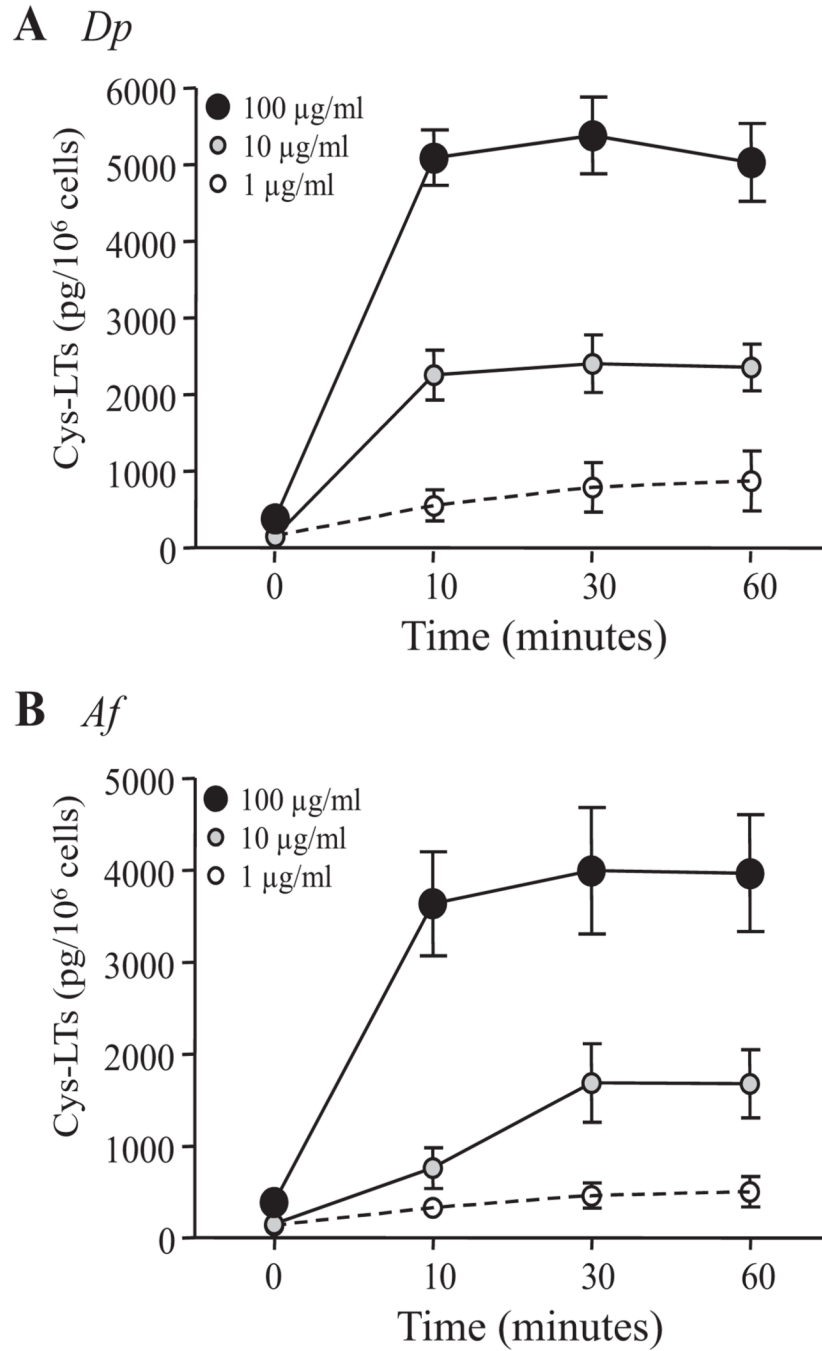 A Dp
6000
5000
4000
3000
2000
1000
0
Cys-LTs (pg/10⁶ cells)
100 µg/ml
10 µg/ml
1 µg/ml
0 10 30 60
Time (minutes)
B Af
5000
4000
3000
2000
1000
0
Cys-LTs (pg/10⁶ cells)
100 µg/ml
10 µg/ml
1 µg/ml
0 10 30 60
Time (minutes)